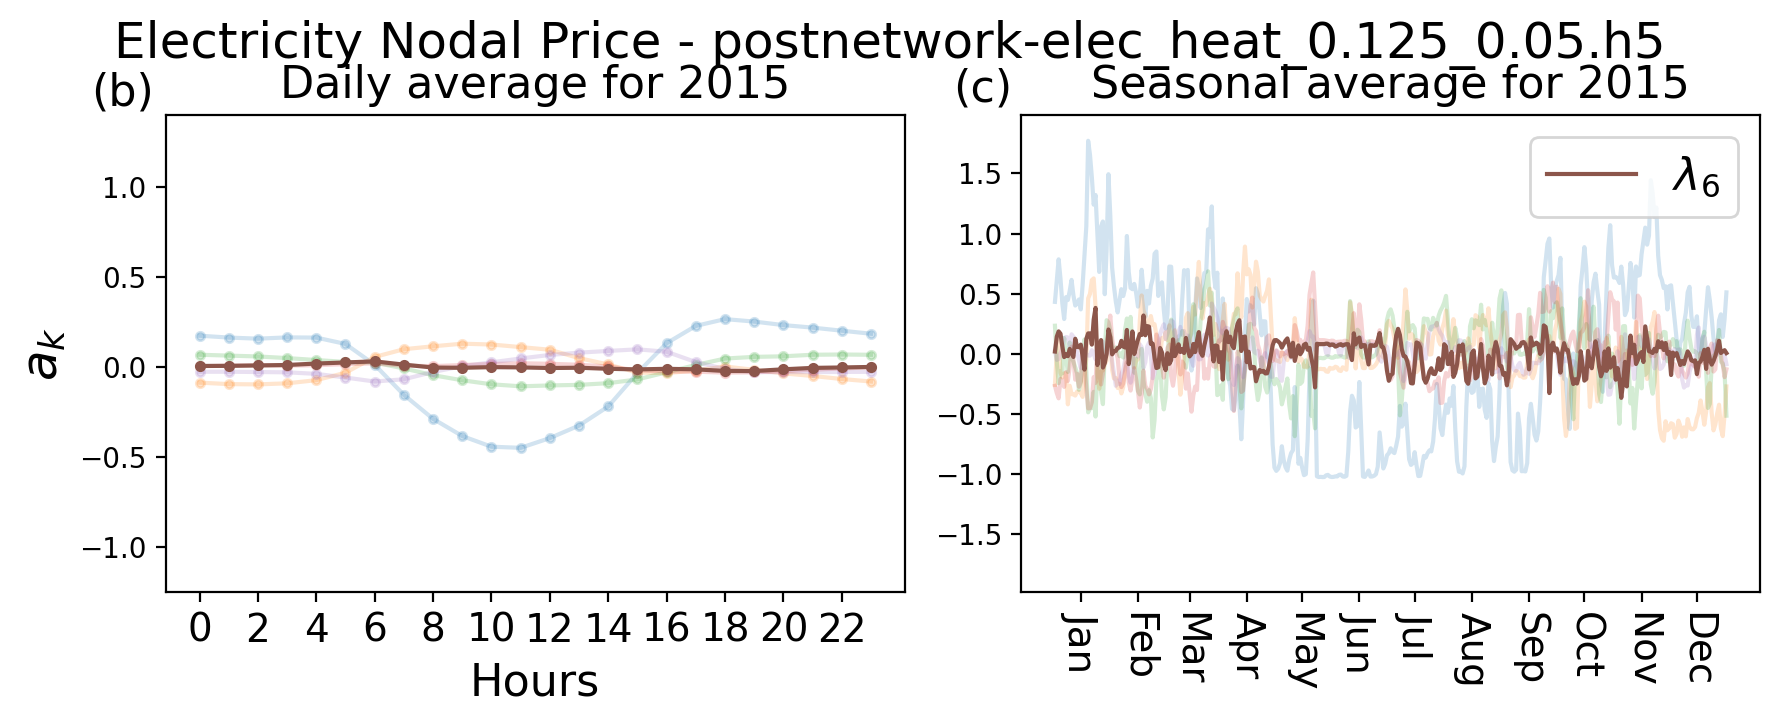 Electricity Nodal Price - postnetwork-elec_heat_0.125_0.05.h5
(b) Daily average for 2015
1.0
0.5
0.0
−0.5
−1.0
a_k
0 2 4 6 8 10 12 14 16 18 20 22
Hours
(c) Seasonal average for 2015
λ_6
1.5
1.0
0.5
0.0
−0.5
−1.0
−1.5
Jan Feb Mar Apr May Jun Jul Aug Sep Oct Nov Dec